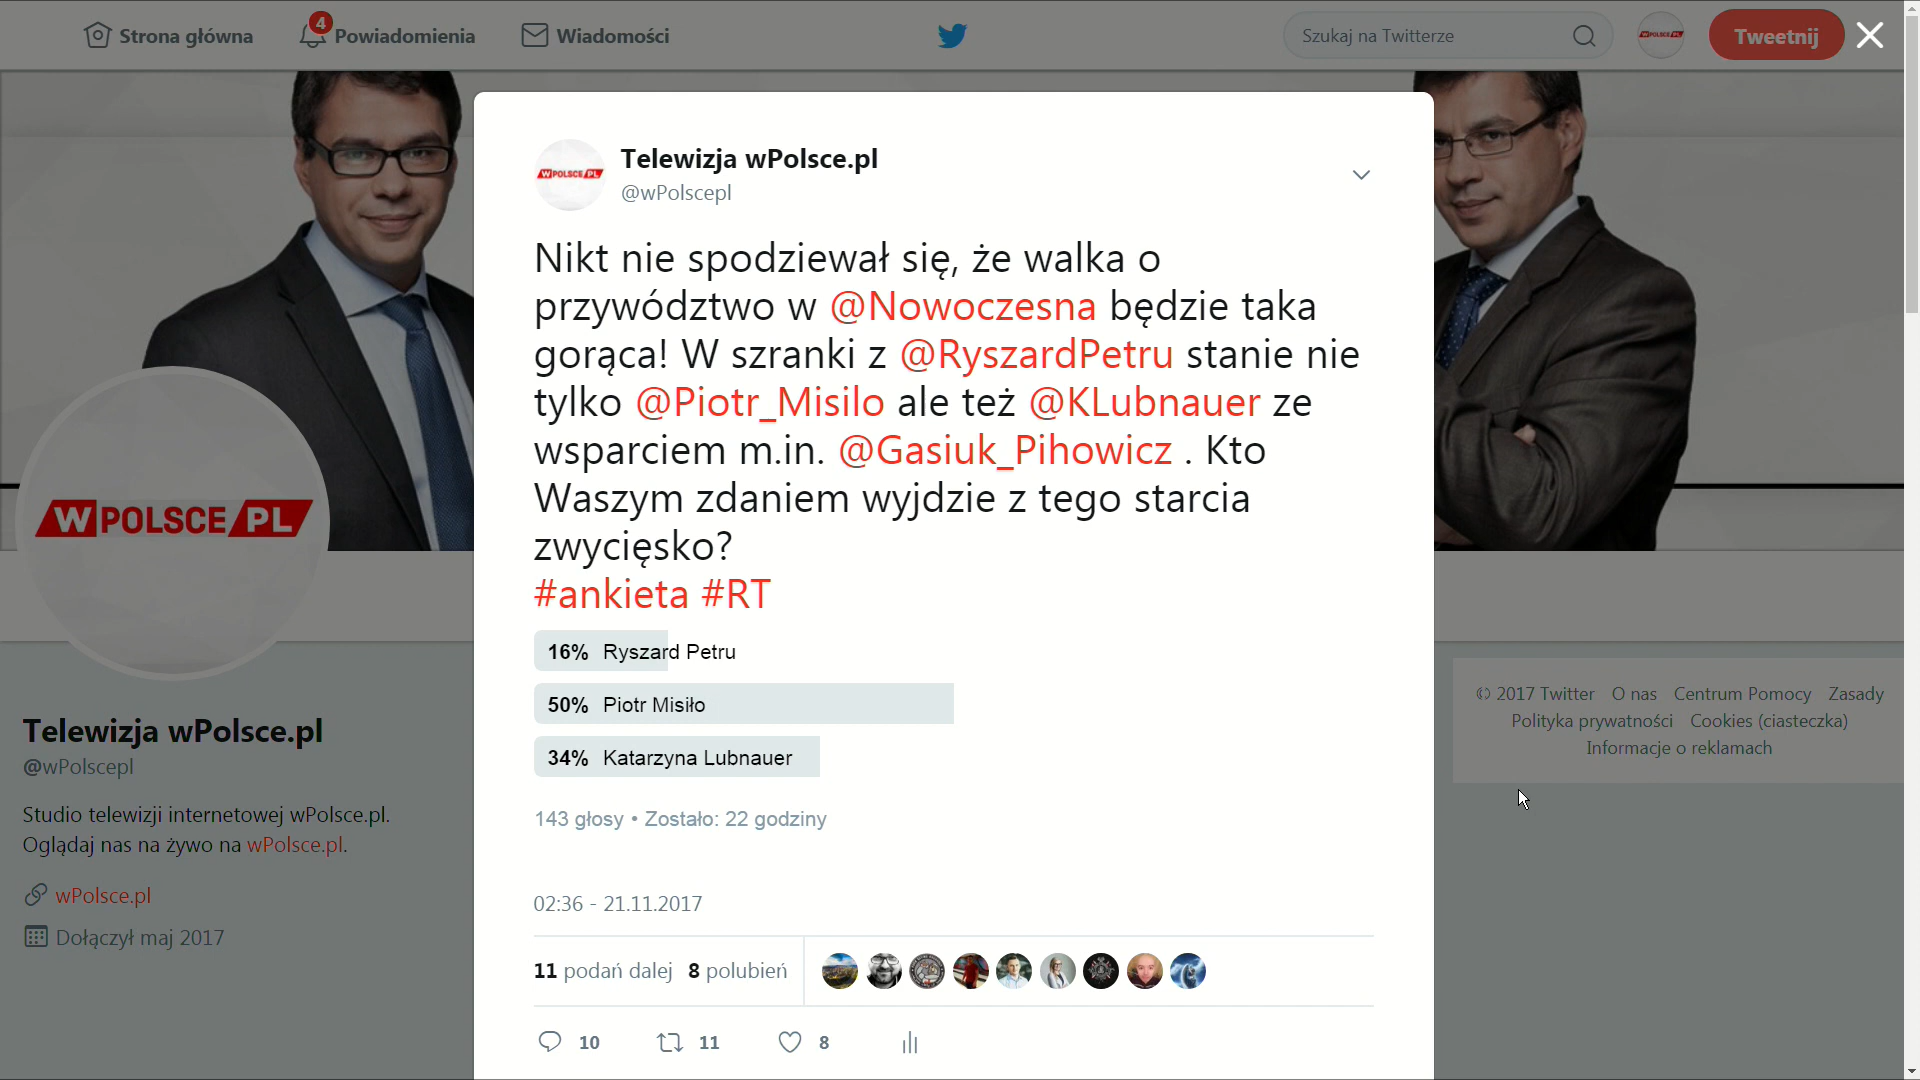 Strona główna
4
Powiadomienia
Wiadomości
Szukaj na Twitterze
WPOLSCE.PL
Tweetnij
WPOLSCE.PL
Telewizja wPolsce.pl
@wPolscepl
Nikt nie spodziewał się, że walka o
przywództwo w @Nowoczesna będzie taka
gorąca! W szranki z @RyszardPetru stanie nie
tylko @Piotr_Misilo ale też @KLubnauer ze
wsparciem m.in. @Gasiuk_Pihowicz . Kto
Waszym zdaniem wyjdzie z tego starcia
zwycięsko?
#ankieta #RT
16% Ryszard Petru
50% Piotr Misiło
34% Katarzyna Lubnauer
143 głosy • Zostało: 22 godziny
02:36 - 21.11.2017
11 podań dalej 8 polubień
10 11 8
WPOLSCE.PL
Telewizja wPolsce.pl
@wPolscepl
Studio telewizji internetowej wPolsce.pl.
Oglądaj nas na żywo na wPolsce.pl.
wPolsce.pl
Dołączył maj 2017
© 2017 Twitter O nas Centrum Pomocy Zasady
Polityka prywatności Cookies (ciasteczka)
Informacje o reklamach